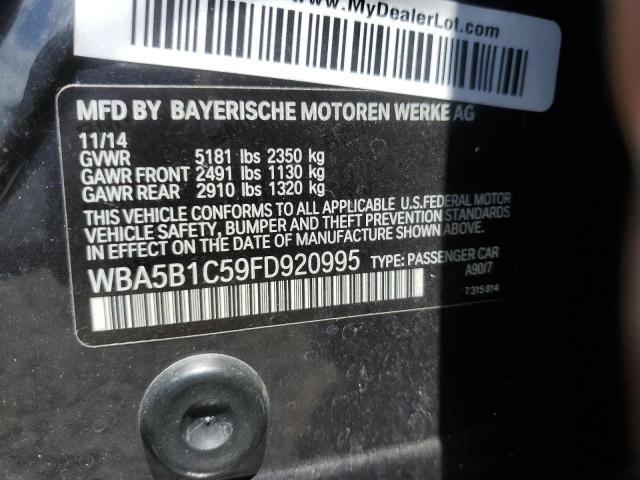 www.MyDealerLot.com
MFD BY BAYERISCHE MOTOREN WERKE AG
11/14
GVWR 5181 lbs 2350 kg
GAWR FRONT 2491 lbs 1130 kg
GAWR REAR 2910 lbs 1320 kg
THIS VEHICLE CONFORMS TO ALL APPLICABLE U.S.FEDERAL MOTOR
VEHICLE SAFETY, BUMPER AND THEFT PREVENTION STANDARDS
IN EFFECT ON THE DATE OF MANUFACTURE SHOWN ABOVE.
WBA5B1C59FD920995 TYPE: PASSENGER CAR
A90/7
7315814